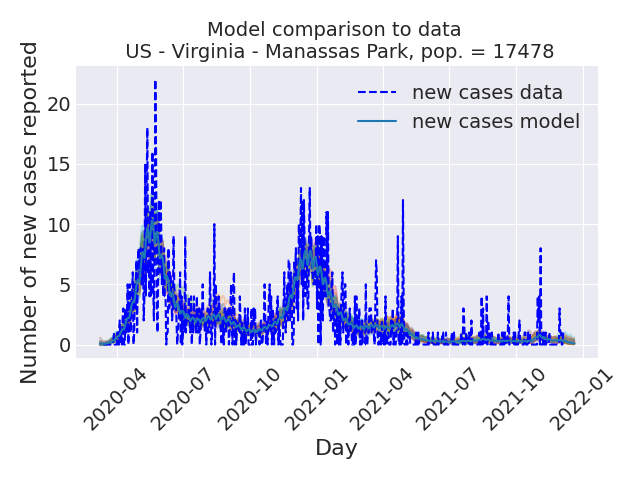 Model comparison to data
US - Virginia - Manassas Park, pop. = 17478
Number of new cases reported
20
15
10
5
0
new cases data
new cases model
2020-04
2020-07
2020-10
2021-01
2021-04
2021-07
2021-10
2022-01
Day